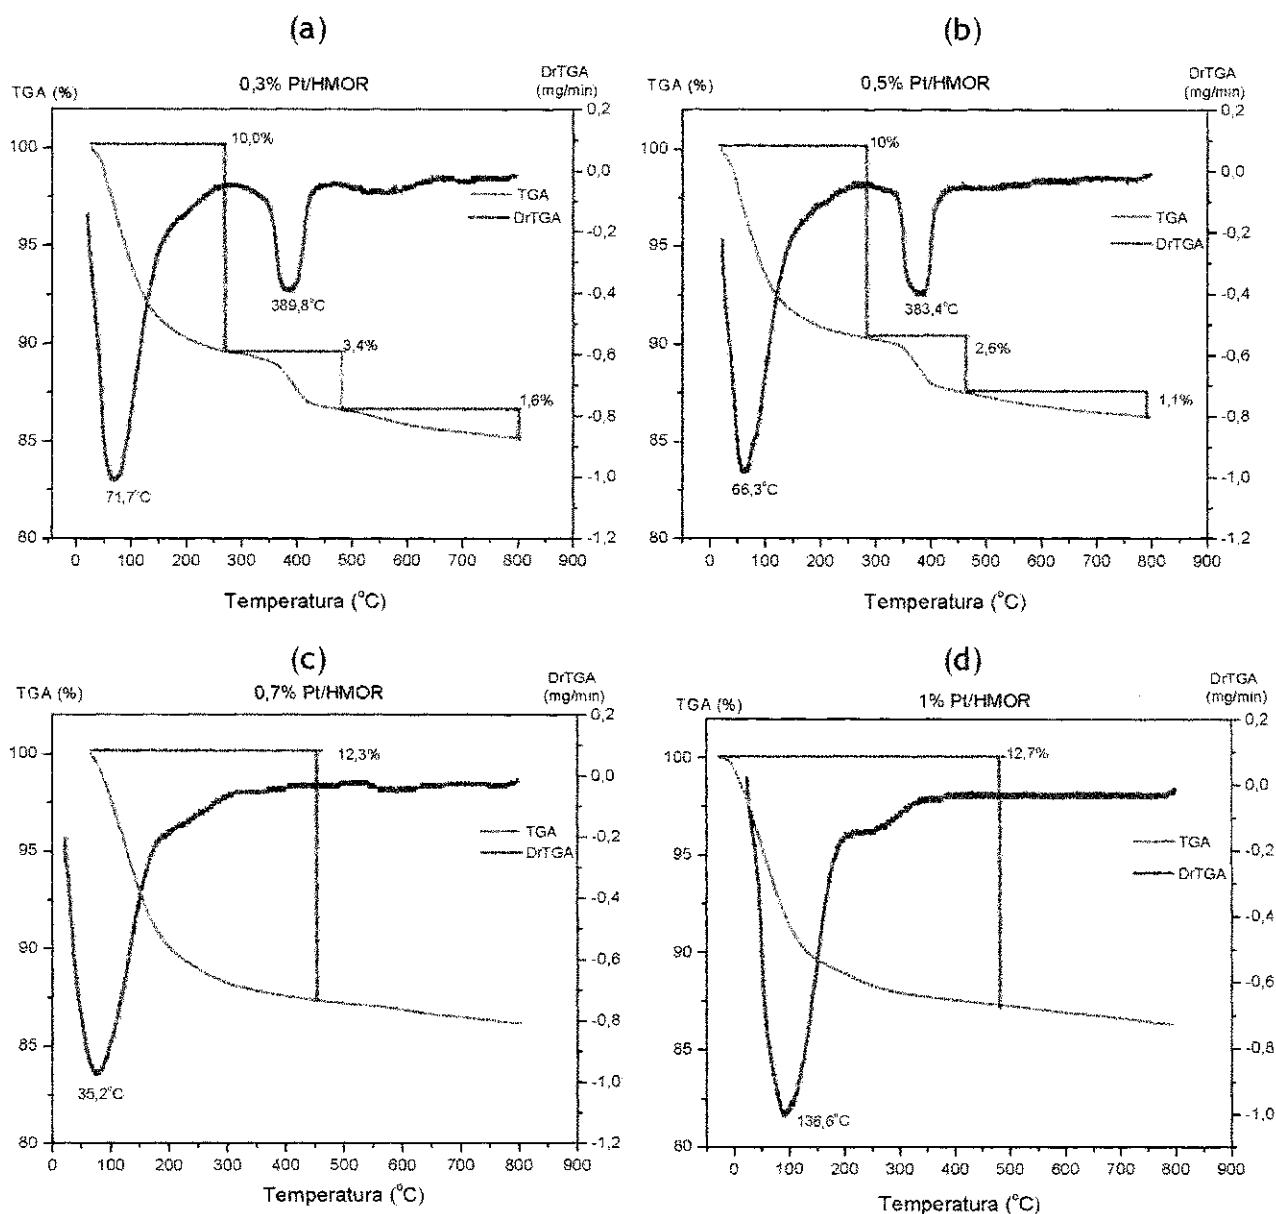 (a)
0,3% Pt/HMOR
TGA (%)
DrTGA
(mg/min)
100
95
90
85
80
0,2
0,0
-0,2
-0,4
-0,6
-0,8
-1,0
-1,2
10,0%
TGA
DrTGA
389,8°C
3,4%
1,6%
71,7°C
0 100 200 300 400 500 600 700 800 900
Temperatura (°C)
(b)
0,5% Pt/HMOR
TGA (%)
DrTGA
(mg/min)
100
95
90
85
80
0,2
0,0
-0,2
-0,4
-0,6
-0,8
-1,0
-1,2
10%
TGA
DrTGA
383,4°C
2,6%
1,1%
66,3°C
0 100 200 300 400 500 600 700 800 900
Temperatura (°C)
(c)
0,7% Pt/HMOR
TGA (%)
DrTGA
(mg/min)
100
95
90
85
80
0,2
0,0
-0,2
-0,4
-0,6
-0,8
-1,0
-1,2
12,3%
TGA
DrTGA
35,2°C
0 100 200 300 400 500 600 700 800 900
Temperatura (°C)
(d)
1% Pt/HMOR
TGA (%)
DrTGA
(mg/min)
100
95
90
85
80
0,2
0,0
-0,2
-0,4
-0,6
-0,8
-1,0
12,7%
TGA
DrTGA
136,6°C
0 100 200 300 400 500 600 700 800 900
Temperatura (°C)